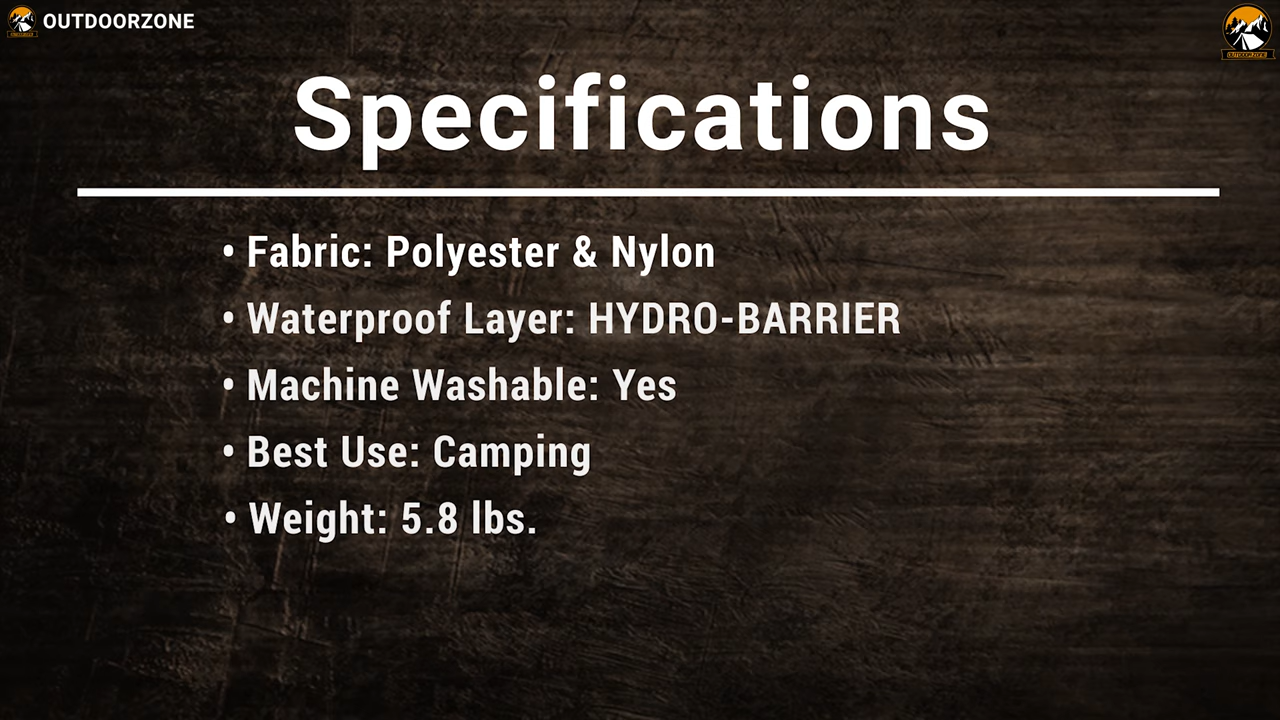 OUTDOORZONE
OUTDOORZONE
Specifications
• Fabric: Polyester & Nylon
• Waterproof Layer: HYDRO-BARRIER
• Machine Washable: Yes
• Best Use: Camping
• Weight: 5.8 lbs.